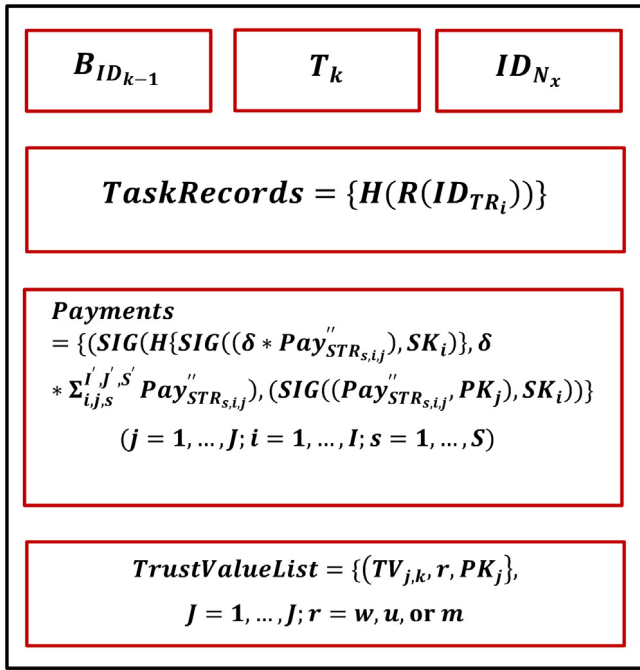 B_{ID_{k−1}} T_k ID_{N_x}
TaskRecords = {H(R(ID_{TR_i}))}
Payments
= {(SIG(H{SIG((δ * Pay''_{STR_{s,i,j}}), SK_i)}, δ
* Σ_{i,j,s}^{I',J',S'} Pay''_{STR_{s,i,j}}), (SIG((Pay''_{STR_{s,i,j}}, PK_j), SK_i))}
(j = 1, ..., J; i = 1, ..., I; s = 1, ..., S)
TrustValueList = {(TV_{j,k}, r, PK_j},
J = 1, ..., J; r = w, u, or m